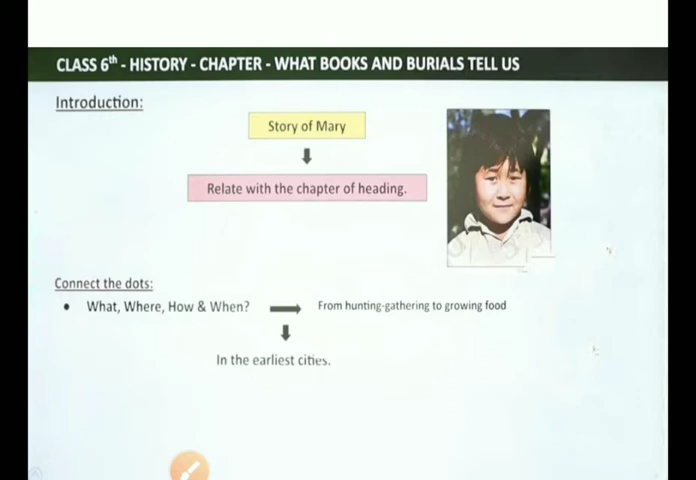 CLASS 6th - HISTORY - CHAPTER - WHAT BOOKS AND BURIALS TELL US
Introduction:
Story of Mary
Relate with the chapter of heading.
Connect the dots:
• What, Where, How & When? From hunting-gathering to growing food
In the earliest cities.